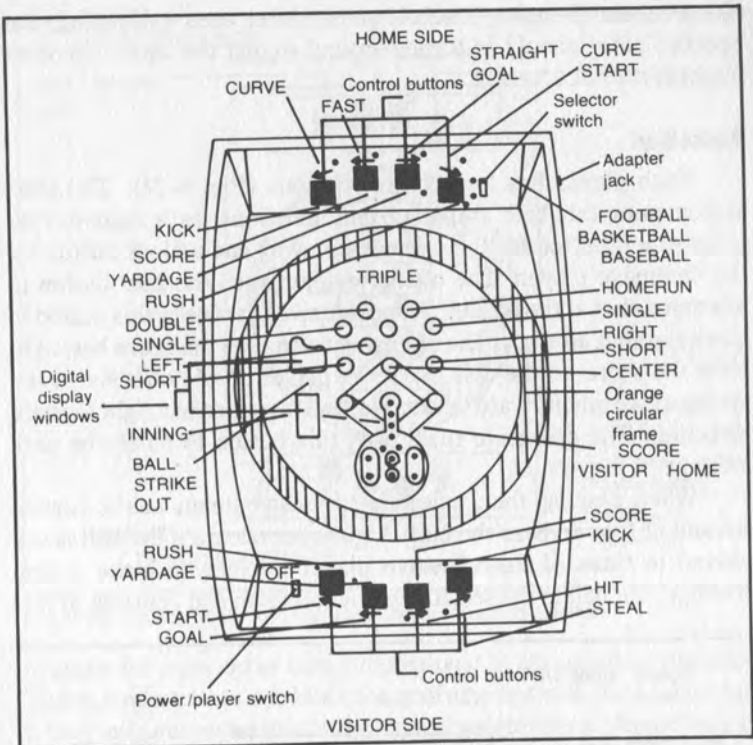 HOME SIDE
CURVE
FAST
Control buttons
STRAIGHT
GOAL
CURVE
START
Selector
switch
Adapter
jack
KICK
SCORE
YARDAGE
RUSH
DOUBLE
SINGLE
LEFT
SHORT
Digital
display
windows
INNING
BALL
STRIKE
OUT
TRIPLE
FOOTBALL
BASKETBALL
BASEBALL
HOMERUN
SINGLE
RIGHT
SHORT
CENTER
Orange
circular
frame
SCORE
VISITOR HOME
SCORE
KICK
RUSH
YARDAGE
OFF
START
GOAL
STEAL
Control buttons
Power/player switch
VISITOR SIDE